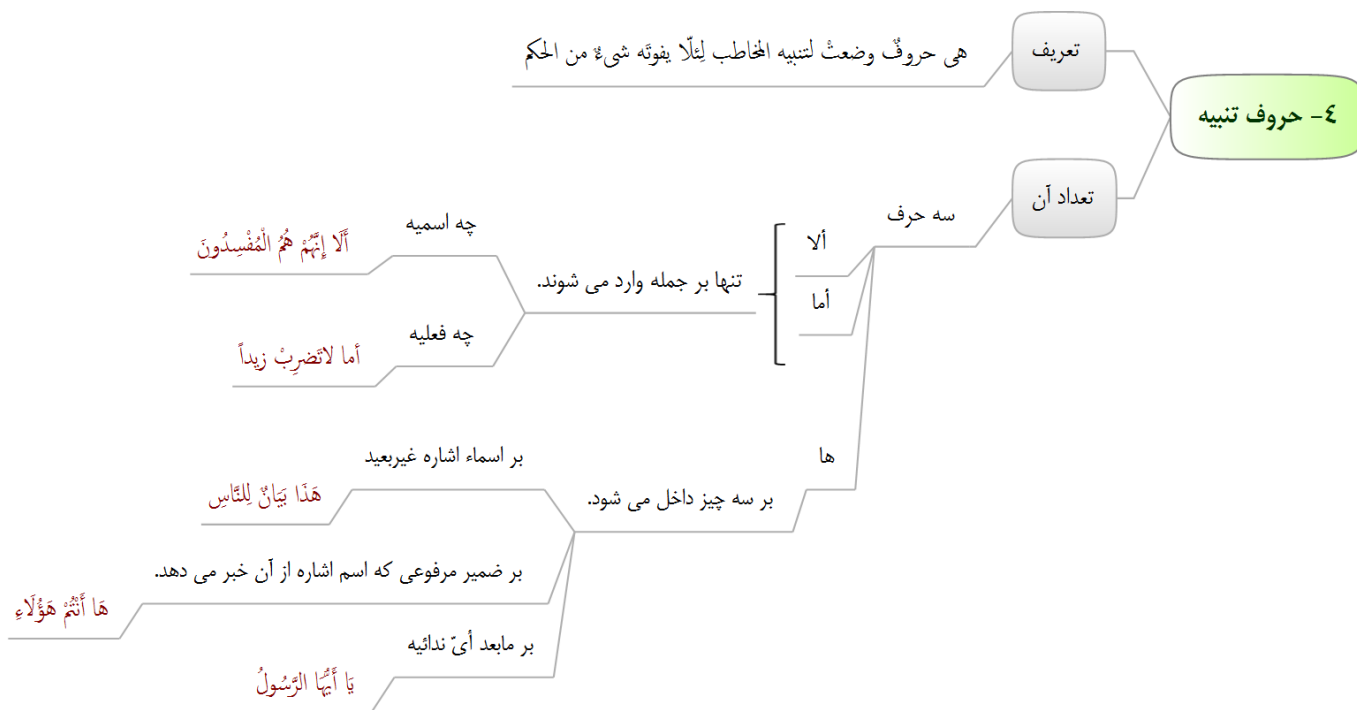 ٤- حروف تنبیه
تعریف
هی حروفٌ وضعتْ لتنبیه المخاطب لِئلّا یفوتَه شیءٌ من الحکم
تعداد آن
سه حرف
ألا
أما
تنها بر جمله وارد می شوند.
چه اسمیه
أَلَا إِنَّهُمْ هُمُ الْمُفْسِدُونَ
چه فعلیه
أما لاتَضرِبْ زیداً
ها
بر سه چیز داخل می شود.
بر اسماء اشاره غیربعید
هَذَا بَيَانٌ لِلنَّاسِ
بر ضمیر مرفوعی که اسم اشاره از آن خبر می دهد.
هَا أَنْتُمْ هَؤُلَاءِ
بر مابعد أیّ ندائیه
يَا أَيُّهَا الرَّسُولُ